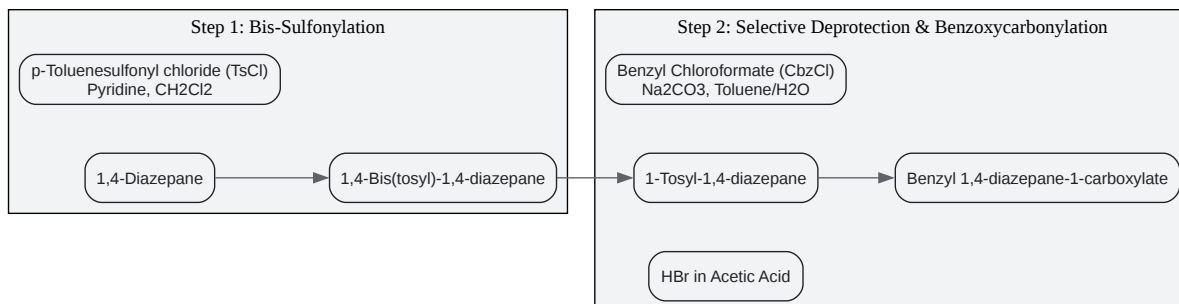 Step 1: Bis-Sulfonylation
p-Toluenesulfonyl chloride (TsCl)
Pyridine, CH2Cl2
1,4-Diazepane
1,4-Bis(tosyl)-1,4-diazepane
Step 2: Selective Deprotection & Benzoxycarbonylation
Benzyl Chloroformate (CbzCl)
Na2CO3, Toluene/H2O
1-Tosyl-1,4-diazepane
Benzyl 1,4-diazepane-1-carboxylate
HBr in Acetic Acid